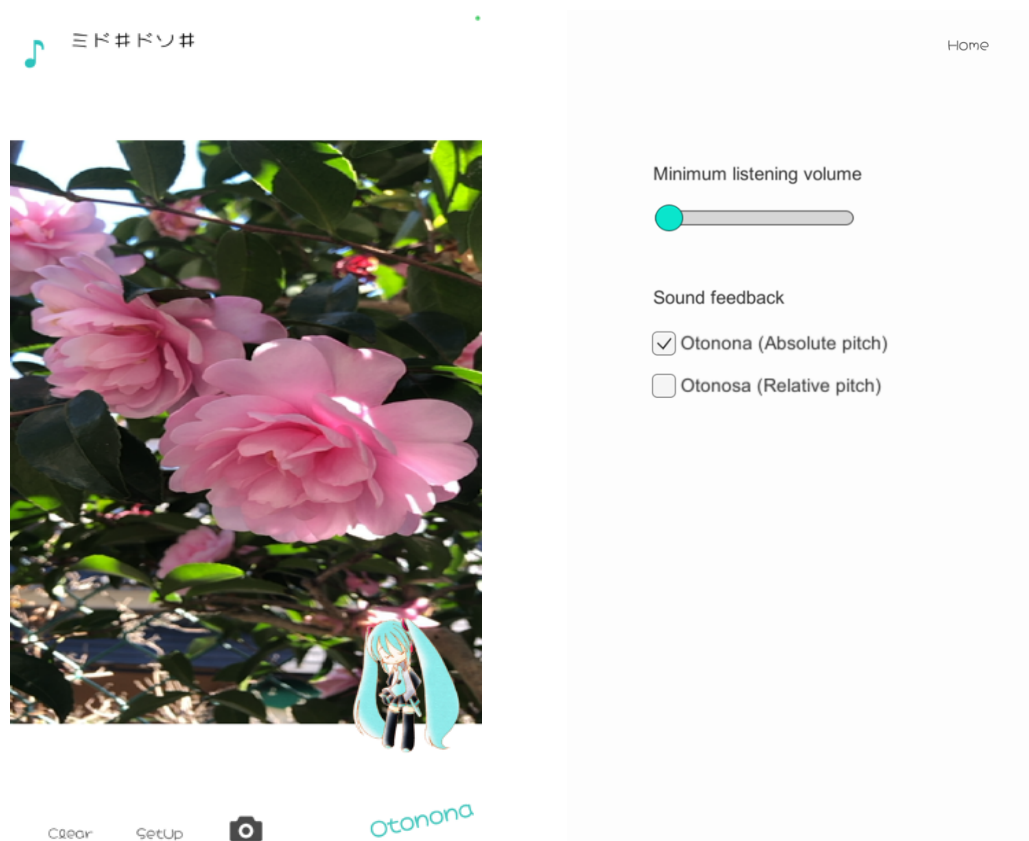 ミド#ドソ#
Clear
SetUp
Otonona
Home
Minimum listening volume
Sound feedback
Otonona (Absolute pitch)
Otonosa (Relative pitch)